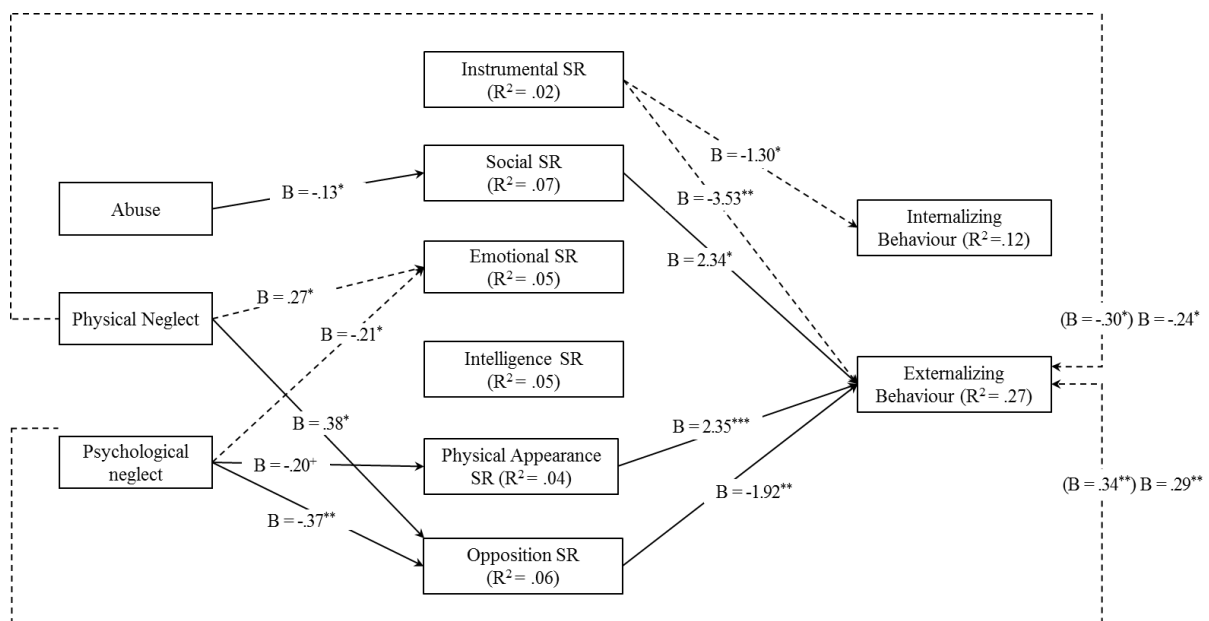 Instrumental SR
(R² = .02)
Social SR
(R² = .07)
Emotional SR
(R² = .05)
Intelligence SR
(R² = .05)
Physical Appearance
SR (R² = .04)
Opposition SR
(R² = .06)
Abuse
Physical Neglect
Psychological
neglect
Internalizing
Behaviour (R² =.12)
Externalizing
Behaviour (R² = .27)
B = -.13*
B = .27*
B = -.21*
B = .38*
B = -.20⁺
B = -.37**
B = -1.30*
B = -3.53**
B = 2.34*
B = 2.35***
B = -1.92**
(B = -.30*) B = -.24*
(B = .34**) B = .29**